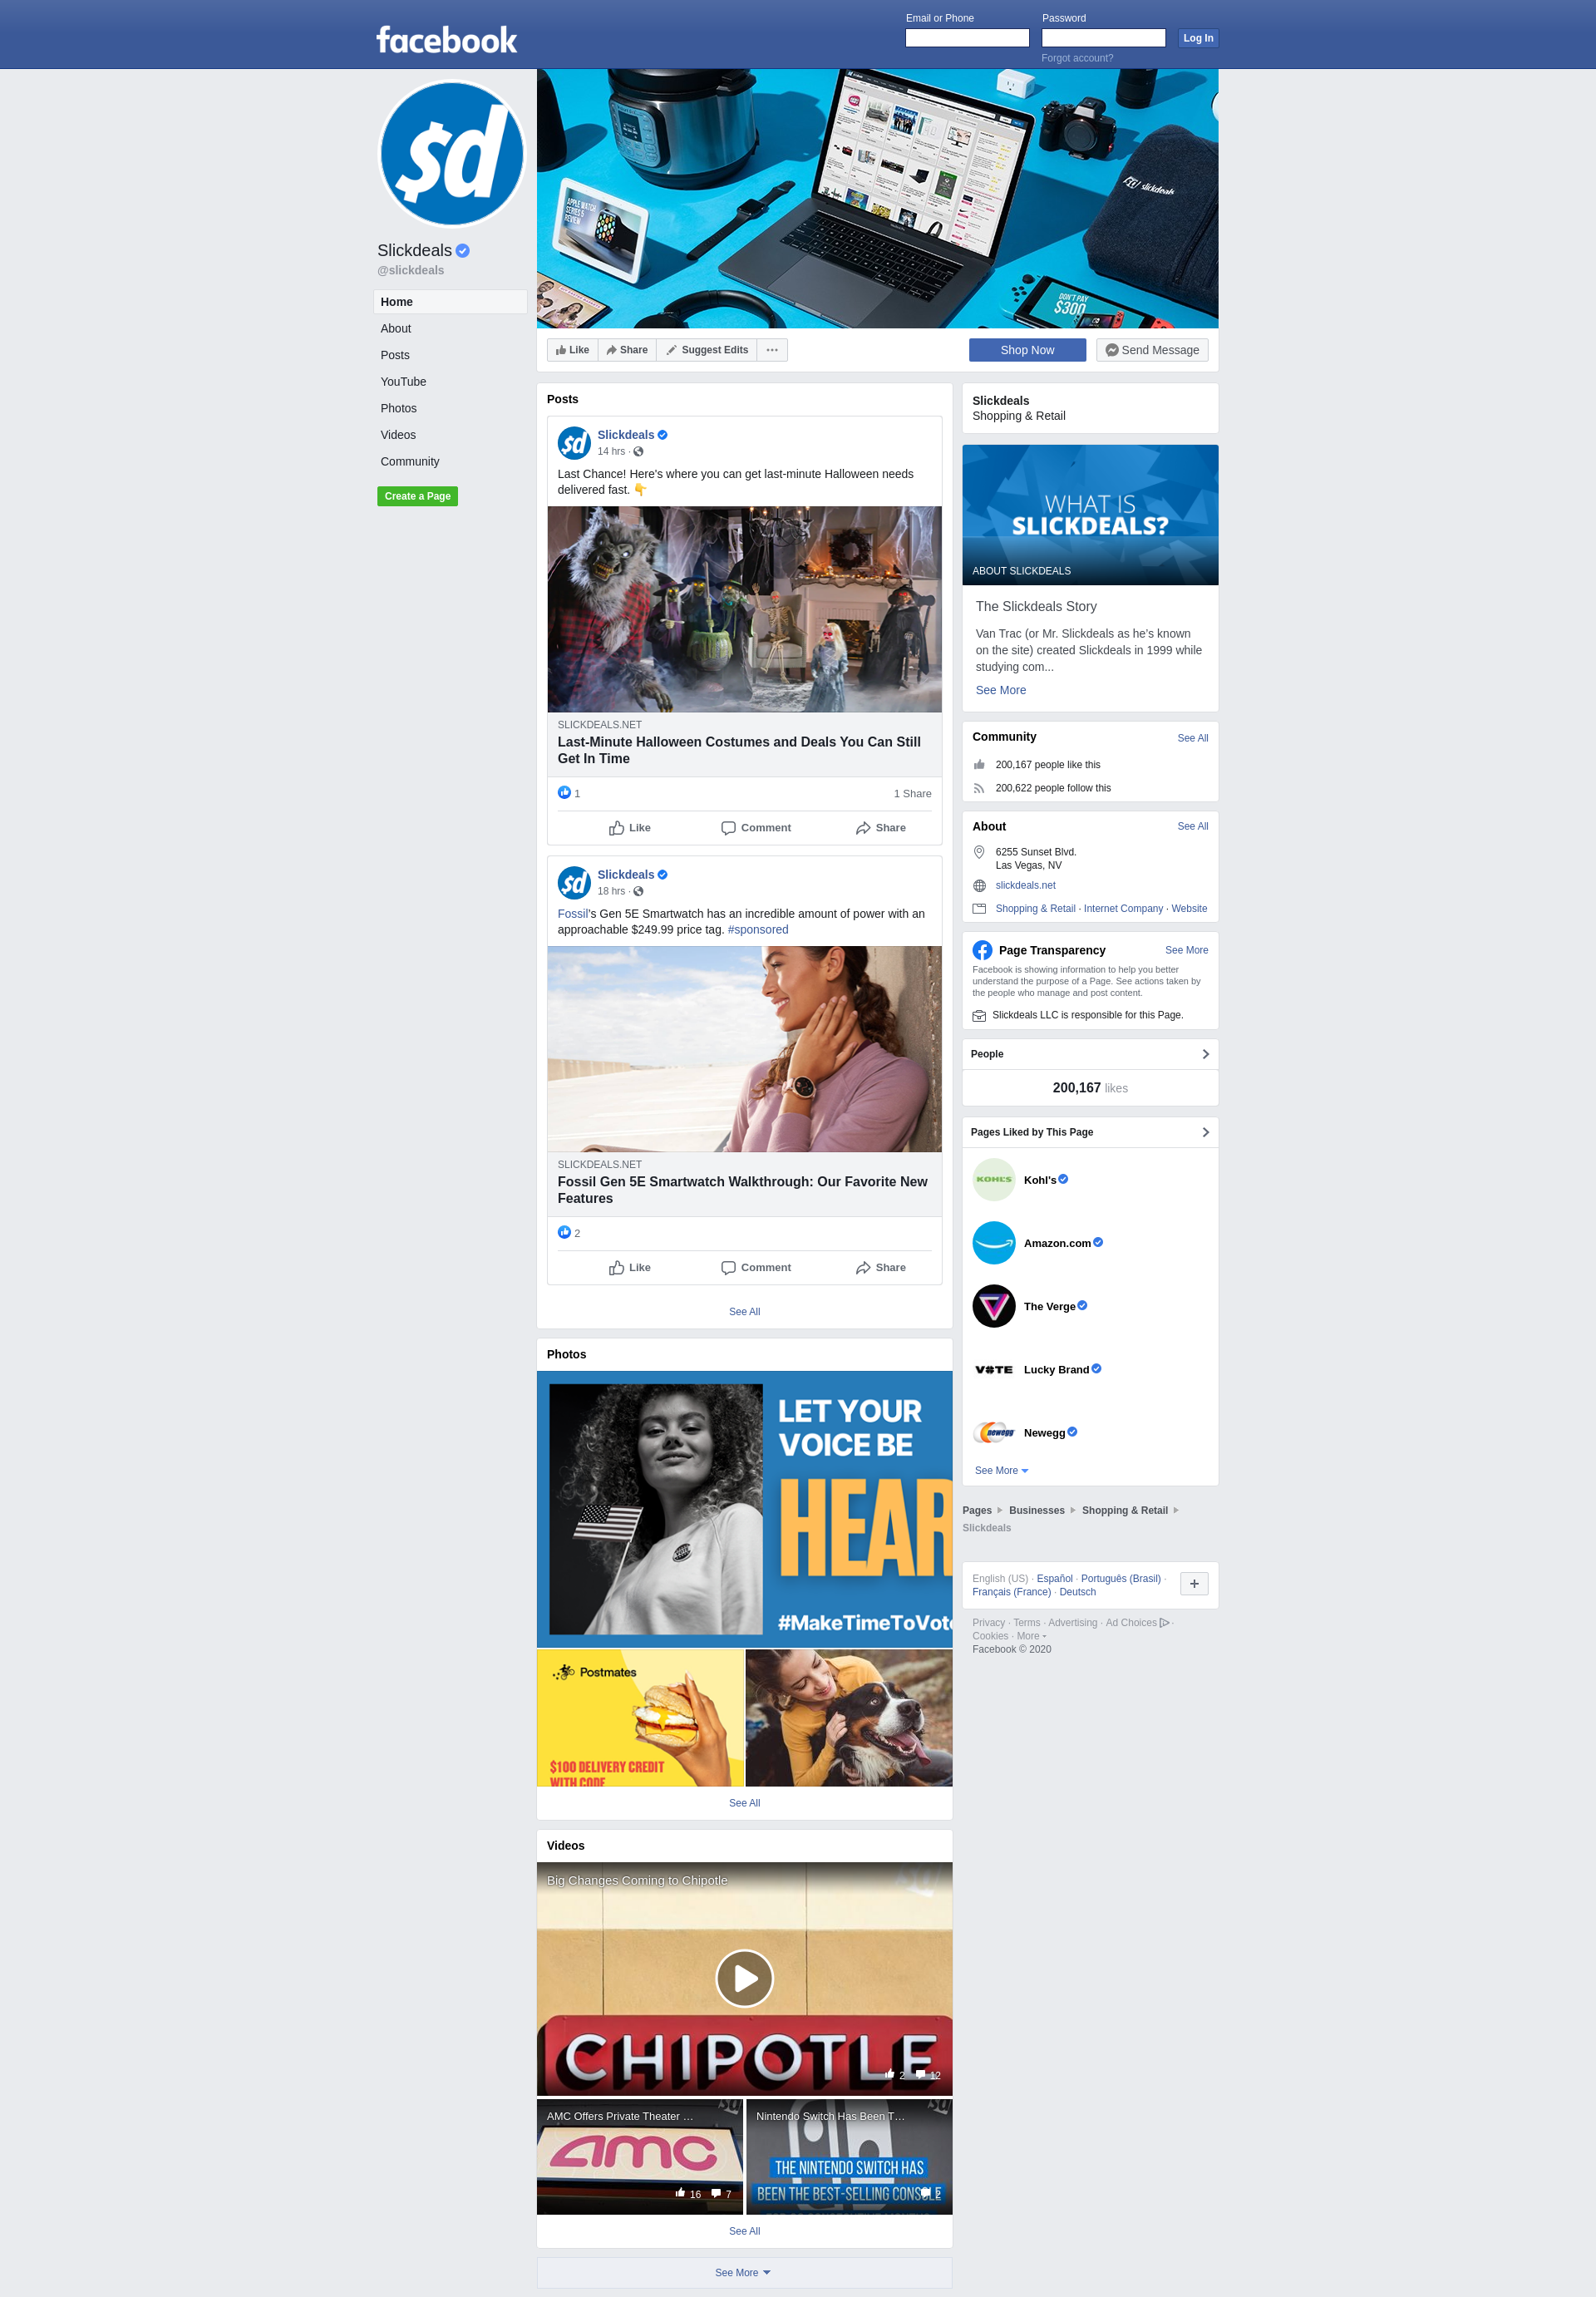 facebook
Email or Phone
Password
Log In
Forgot account?
$d
Slickdeals
@slickdeals
Home
About
Posts
YouTube
Photos
Videos
Community
Create a Page
APPLE WATCH
SERIES 5
REVIEW
slickdeals
DON'T PAY
$300
Like
Share
Suggest Edits
Shop Now
Send Message
Posts
$d
Slickdeals
14 hrs ·
Last Chance! Here's where you can get last-minute Halloween needs
delivered fast. 👇
SLICKDEALS.NET
Last-Minute Halloween Costumes and Deals You Can Still
Get In Time
1
1 Share
Like
Comment
Share
$d
Slickdeals
18 hrs ·
Fossil's Gen 5E Smartwatch has an incredible amount of power with an
approachable $249.99 price tag. #sponsored
SLICKDEALS.NET
Fossil Gen 5E Smartwatch Walkthrough: Our Favorite New
Features
2
Like
Comment
Share
See All
Photos
LET YOUR
VOICE BE
HEAR
#MakeTimeToVote
Postmates
$100 DELIVERY CREDIT
WITH CODE
See All
Videos
Big Changes Coming to Chipotle
CHIPOTLE
2
12
AMC Offers Private Theater ...
amc
16
7
Nintendo Switch Has Been T...
THE NINTENDO SWITCH HAS
BEEN THE BEST-SELLING CONSOLE
2
See All
See More
Slickdeals
Shopping & Retail
WHAT IS
SLICKDEALS?
ABOUT SLICKDEALS
The Slickdeals Story
Van Trac (or Mr. Slickdeals as he's known
on the site) created Slickdeals in 1999 while
studying com...
See More
Community
See All
200,167 people like this
200,622 people follow this
About
See All
6255 Sunset Blvd.
Las Vegas, NV
slickdeals.net
Shopping & Retail · Internet Company · Website
Page Transparency
See More
Facebook is showing information to help you better
understand the purpose of a Page. See actions taken by
the people who manage and post content.
Slickdeals LLC is responsible for this Page.
People
200,167 likes
Pages Liked by This Page
KOHL'S
Kohl's
Amazon.com
The Verge
VOTE
Lucky Brand
newegg
Newegg
See More
Pages
Businesses
Shopping & Retail
Slickdeals
English (US) · Español · Português (Brasil) ·
Français (France) · Deutsch
Privacy · Terms · Advertising · Ad Choices ·
Cookies · More
Facebook © 2020